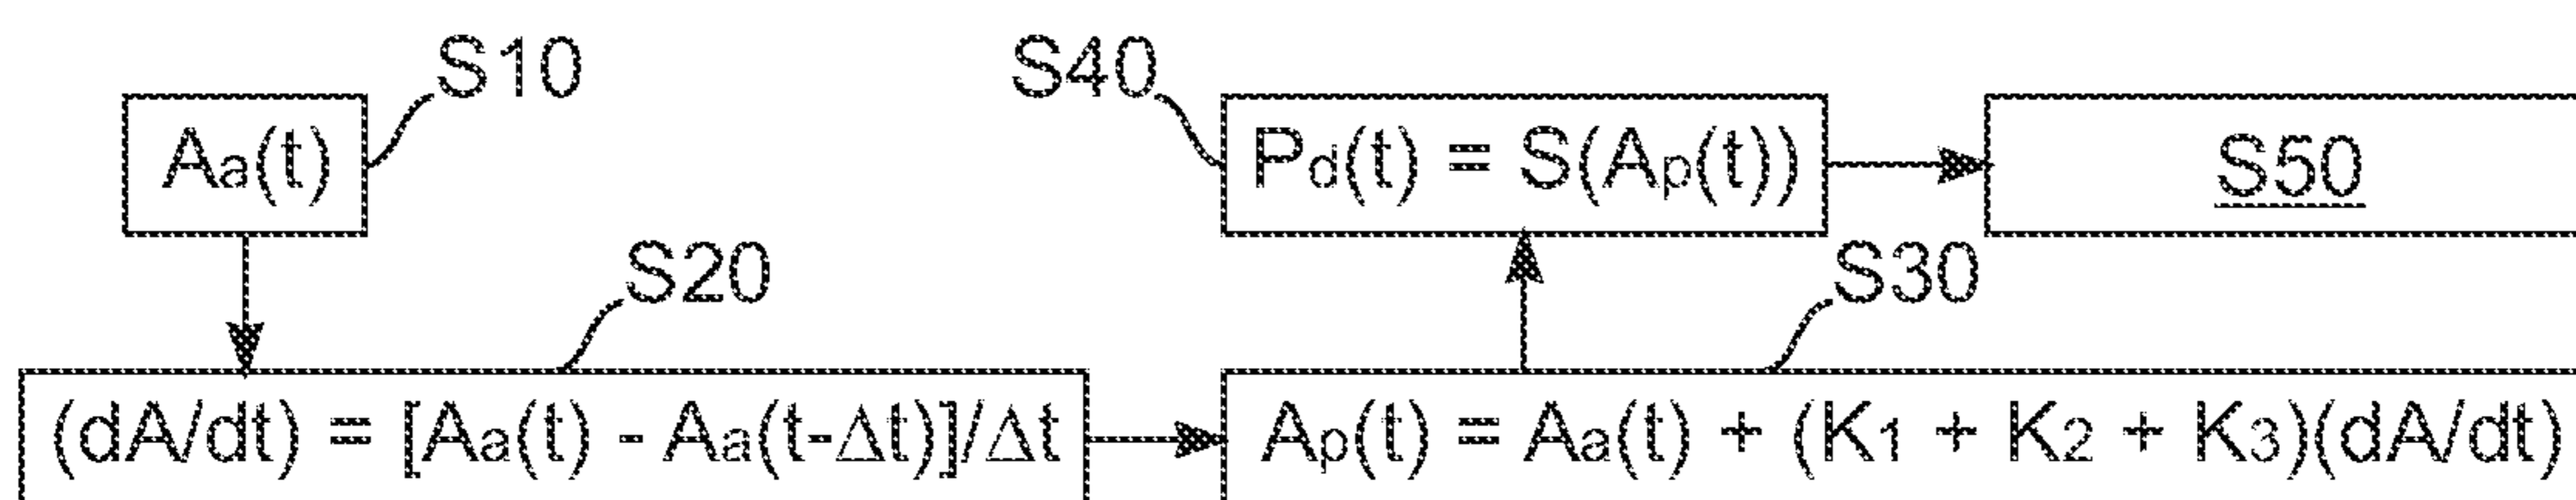 S10
Aa(t)
S20
(dA/dt) = [Aa(t) - Aa(t-Δt)]/Δt
S30
Ap(t) = Aa(t) + (K1 + K2 + K3)(dA/dt)
S40
Pd(t) = S(Ap(t))
S50